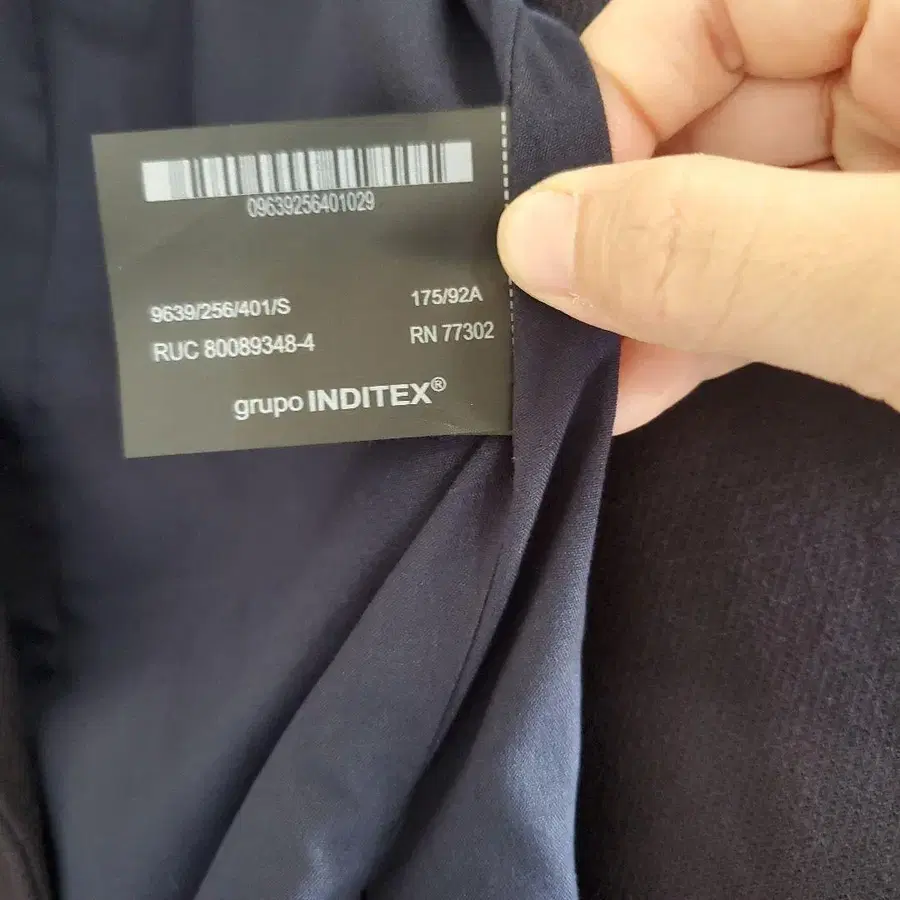 09639256401029
9639/256/401/S 175/92A
RUC 80089348-4 RN 77302
grupo INDITEX®